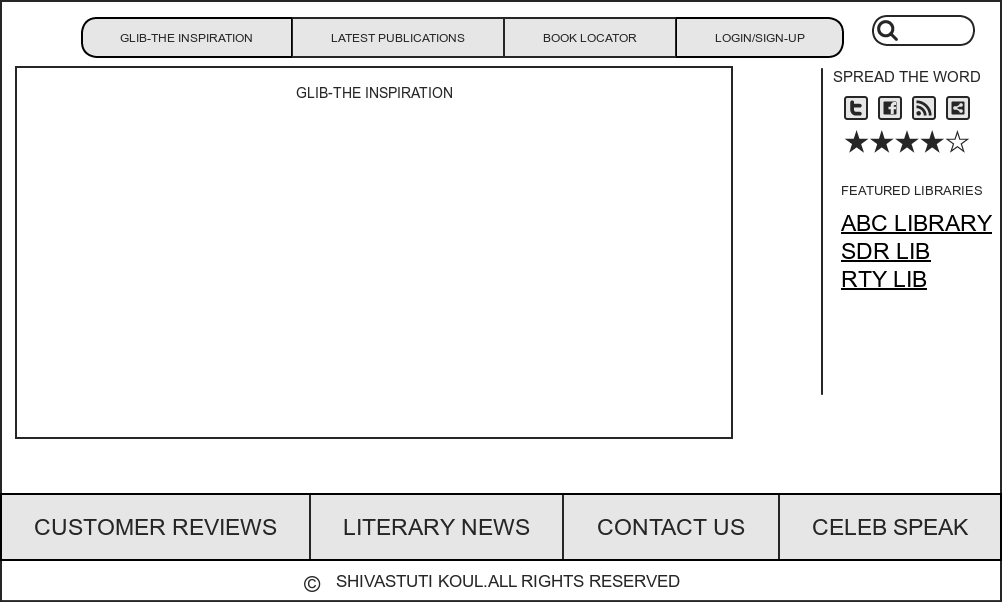 GLIB-THE INSPIRATION
LATEST PUBLICATIONS
BOOK LOCATOR
LOGIN/SIGN-UP
GLIB-THE INSPIRATION
SPREAD THE WORD
FEATURED LIBRARIES
ABC LIBRARY
SDR LIB
RTY LIB
CUSTOMER REVIEWS
LITERARY NEWS
CONTACT US
CELEB SPEAK
© SHIVASTUTI KOUL.ALL RIGHTS RESERVED